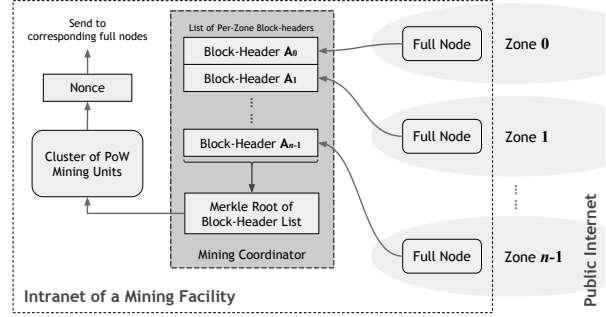 Send to
corresponding full nodes
Nonce
Cluster of PoW
Mining Units
List of Per-Zone Block-headers
Block-Header A₀
Block-Header A₁
Block-Header Aₙ₋₁
Merkle Root of
Block-Header List
Mining Coordinator
Full Node
Zone 0
Full Node
Zone 1
Full Node
Zone n-1
Intranet of a Mining Facility
Public Internet